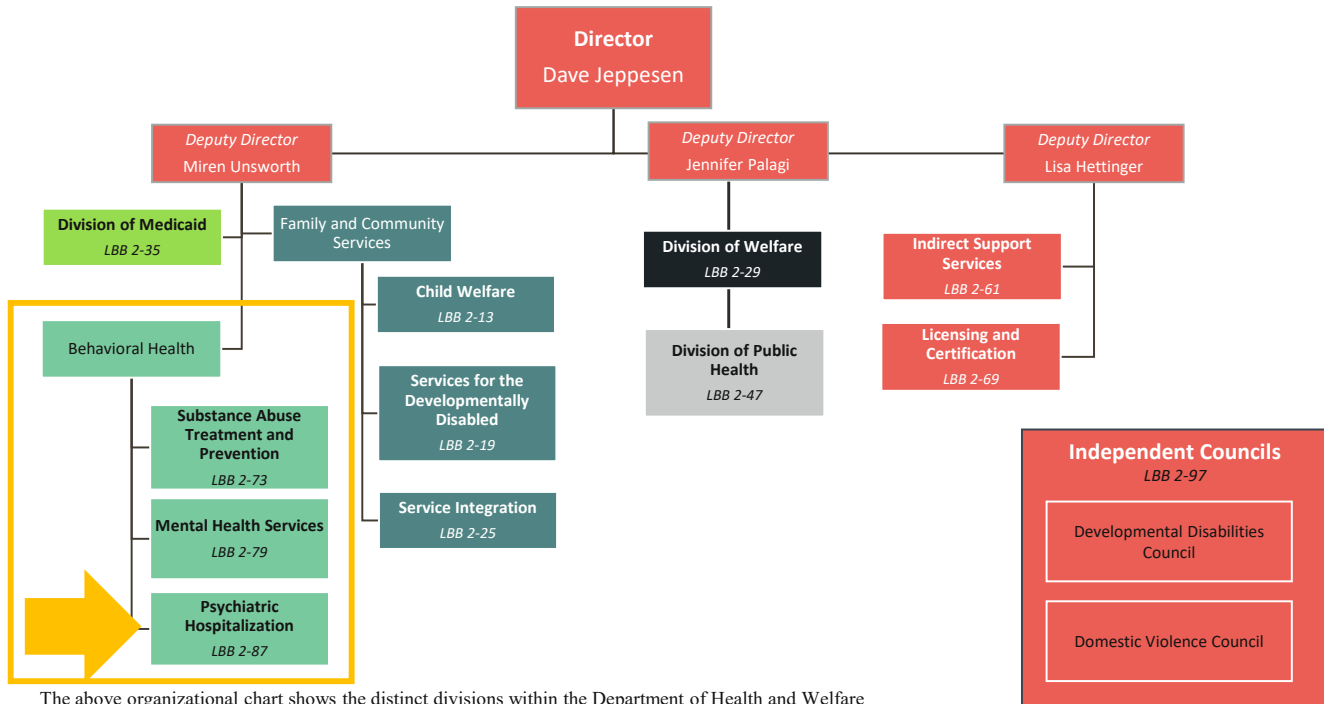 Director
Dave Jeppesen
Deputy Director
Miren Unsworth
Deputy Director
Jennifer Palagi
Deputy Director
Lisa Hettinger
Division of Medicaid
LBB 2-35
Family and Community
Services
Child Welfare
LBB 2-13
Services for the
Developmentally
Disabled
LBB 2-19
Service Integration
LBB 2-25
Behavioral Health
Substance Abuse
Treatment and
Prevention
LBB 2-73
Mental Health Services
LBB 2-79
Psychiatric
Hospitalization
LBB 2-87
Division of Welfare
LBB 2-29
Division of Public
Health
LBB 2-47
Indirect Support
Services
LBB 2-61
Licensing and
Certification
LBB 2-69
Independent Councils
LBB 2-97
Developmental Disabilities
Council
Domestic Violence Council
The above organizational chart shows the distinct divisions within the Department of Health and Welfare